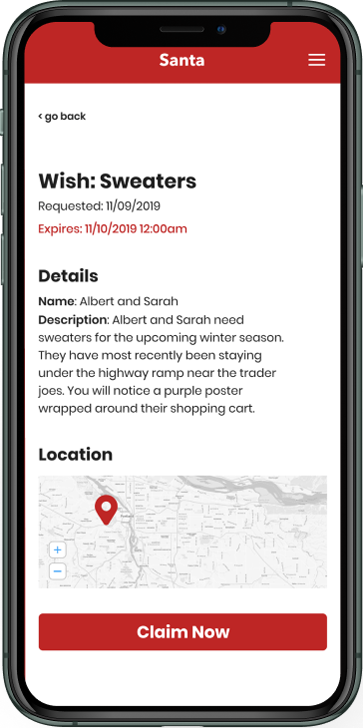 Santa
‹ go back
Wish: Sweaters
Requested: 11/09/2019
Expires: 11/10/2019 12:00am
Details
Name: Albert and Sarah
Description: Albert and Sarah need
sweaters for the upcoming winter season.
They have most recently been staying
under the highway ramp near the trader
joes. You will notice a purple poster
wrapped around their shopping cart.
Location
+
−
Claim Now